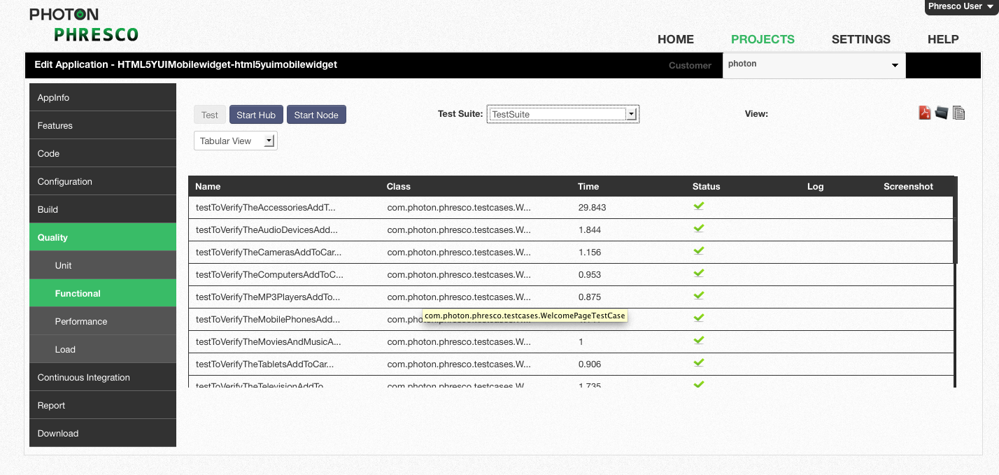 PHOTON
PHRESCO
Phresco User
HOME PROJECTS SETTINGS HELP
Edit Application - HTML5YUIMobilewidget-html5yuimobilewidget
Customer photon
AppInfo
Features
Code
Configuration
Build
Quality
Unit
Functional
Performance
Load
Continuous Integration
Report
Download
Test Start Hub Start Node Test Suite: TestSuite View:
Tabular View
Name Class Time Status Log Screenshot
testToVerifyTheAccessoriesAddT... com.photon.phresco.testcases.W... 29.843
testToVerifyTheAudioDevicesAdd... com.photon.phresco.testcases.W... 1.844
testToVerifyTheCamerasAddToCar... com.photon.phresco.testcases.W... 1.156
testToVerifyTheComputersAddToC... com.photon.phresco.testcases.W... 0.953
testToVerifyTheMP3PlayersAddTo... com.photon.phresco.testcases.W... 0.875
com.photon.phresco.testcases.WelcomePageTestCase
testToVerifyTheMobilePhonesAdd... com.photon.phresco.testcases.W...
testToVerifyTheMoviesAndMusicA... com.photon.phresco.testcases.W... 1
testToVerifyTheTabletsAddToCar... com.photon.phresco.testcases.W... 0.906
testToVerifyTheTelevisionAddTo... com.photon.phresco.testcases.W... 1.735